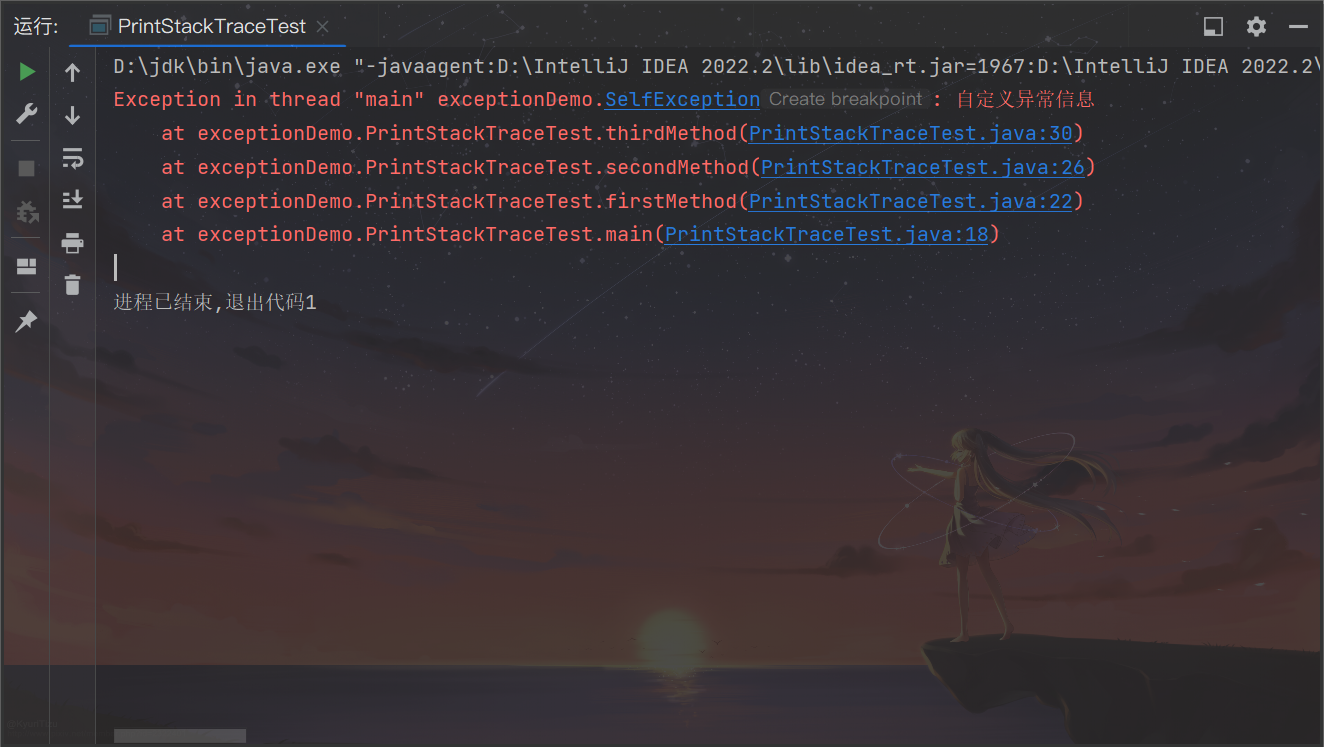 运行: PrintStackTraceTest
D:\jdk\bin\java.exe "-javaagent:D:\IntelliJ IDEA 2022.2\lib\idea_rt.jar=1967:D:\IntelliJ IDEA 2022.2\
Exception in thread "main" exceptionDemo.SelfException Create breakpoint : 自定义异常信息
at exceptionDemo.PrintStackTraceTest.thirdMethod(PrintStackTraceTest.java:30)
at exceptionDemo.PrintStackTraceTest.secondMethod(PrintStackTraceTest.java:26)
at exceptionDemo.PrintStackTraceTest.firstMethod(PrintStackTraceTest.java:22)
at exceptionDemo.PrintStackTraceTest.main(PrintStackTraceTest.java:18)
进程已结束,退出代码1